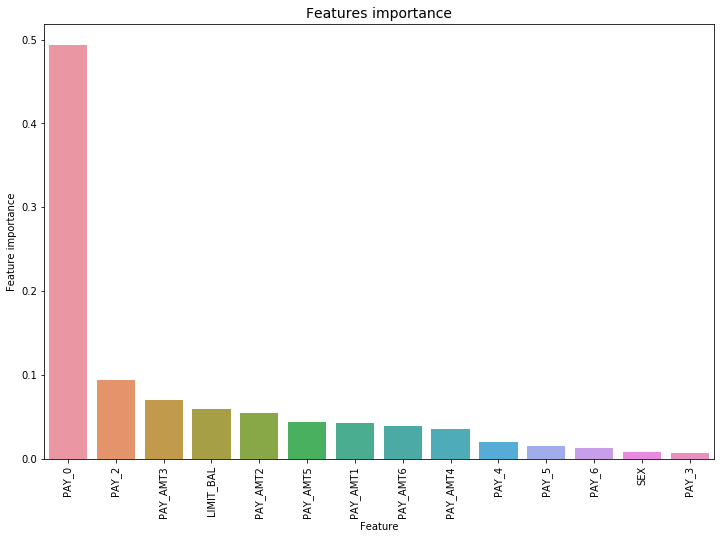 Features importance
Feature importance
0.5
0.4
0.3
0.2
0.1
0.0
PAY_0
PAY_2
PAY_AMT3
LIMIT_BAL
PAY_AMT2
PAY_AMT5
PAY_AMT1
PAY_AMT6
PAY_AMT4
PAY_4
PAY_5
PAY_6
SEX
PAY_3
Feature